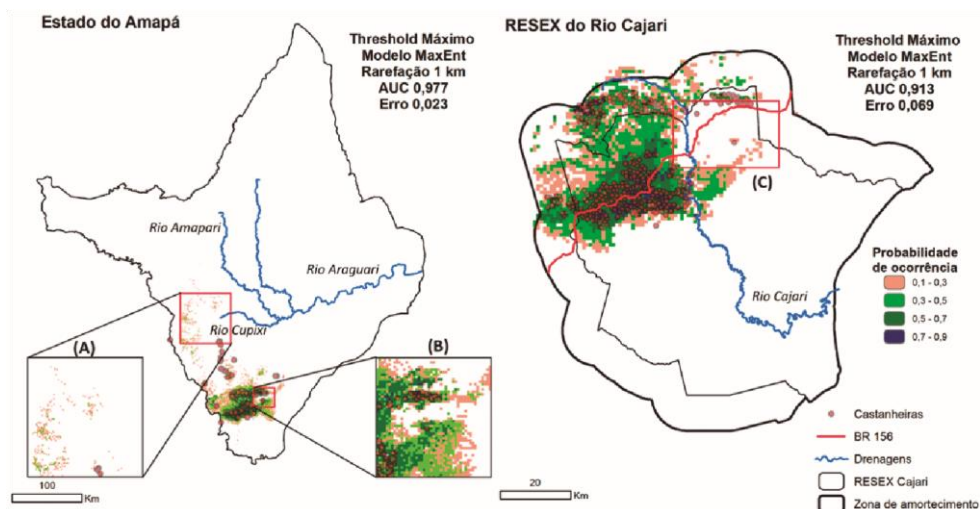 Estado do Amapá
Threshold Máximo
Modelo MaxEnt
Rarefação 1 km
AUC 0,977
Erro 0,023
Rio Amapari
Rio Araguari
Rio Cupixi
(A)
(B)
100
Km
RESEX do Rio Cajari
Threshold Máximo
Modelo MaxEnt
Rarefação 1 km
AUC 0,913
Erro 0,069
(C)
Rio Cajari
Probabilidade
de ocorrência
0,1 - 0,3
0,3 - 0,5
0,5 - 0,7
0,7 - 0,9
Castanheiras
BR 156
Drenagens
RESEX Cajari
Zona de amortecimento
20
Km